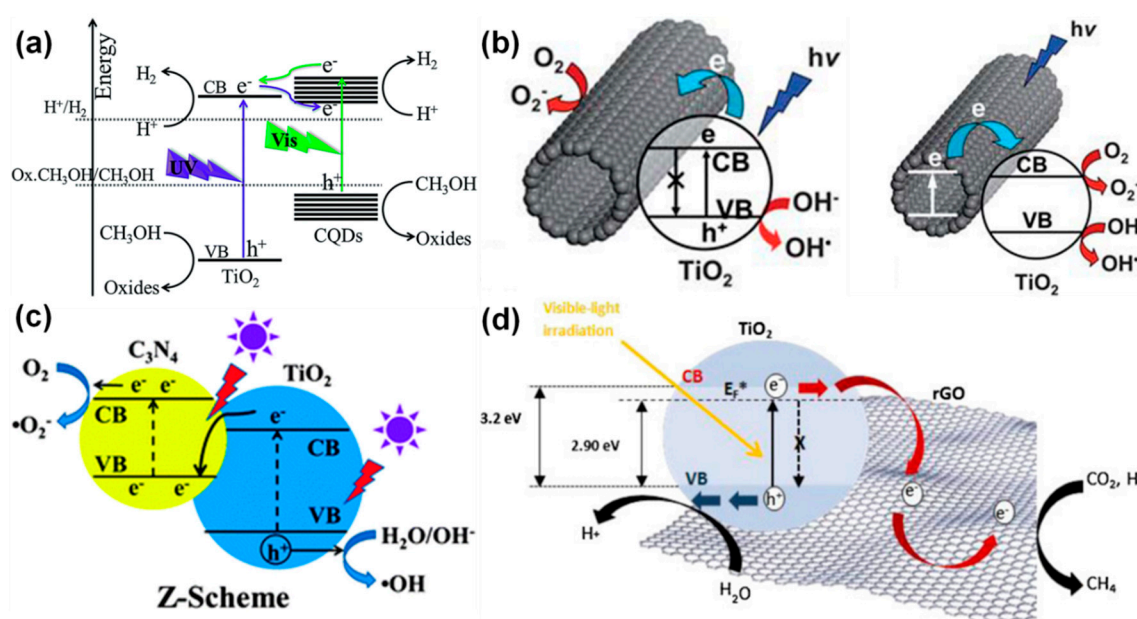 (a)
Energy
H₂
CB
e⁻
e⁻
e⁻
H₂
H⁺/H₂
H⁺
H⁺
UV
Vis
Ox.CH₃OH/CH₃OH
h⁺
CH₃OH
CQDs
Oxides
CH₃OH
VB
h⁺
TiO₂
Oxides
(b)
O₂
O₂⁻
e
hν
e
CB
VB
h⁺
OH⁻
OH•
TiO₂
hν
e
e
CB
O₂
O₂⁻
VB
OH
OH•
TiO₂
(c)
C₃N₄
TiO₂
O₂
e⁻ e⁻
CB
•O₂⁻
e⁻
CB
VB
e⁻ e⁻
VB
h⁺
H₂O/OH⁻
•OH
Z-Scheme
(d)
Visible-light
irradiation
TiO₂
CB
e⁻
E_F*
rGO
3.2 eV
2.90 eV
X
VB
h⁺
e⁻
e⁻
CO₂, H
H+
H₂O
CH₄